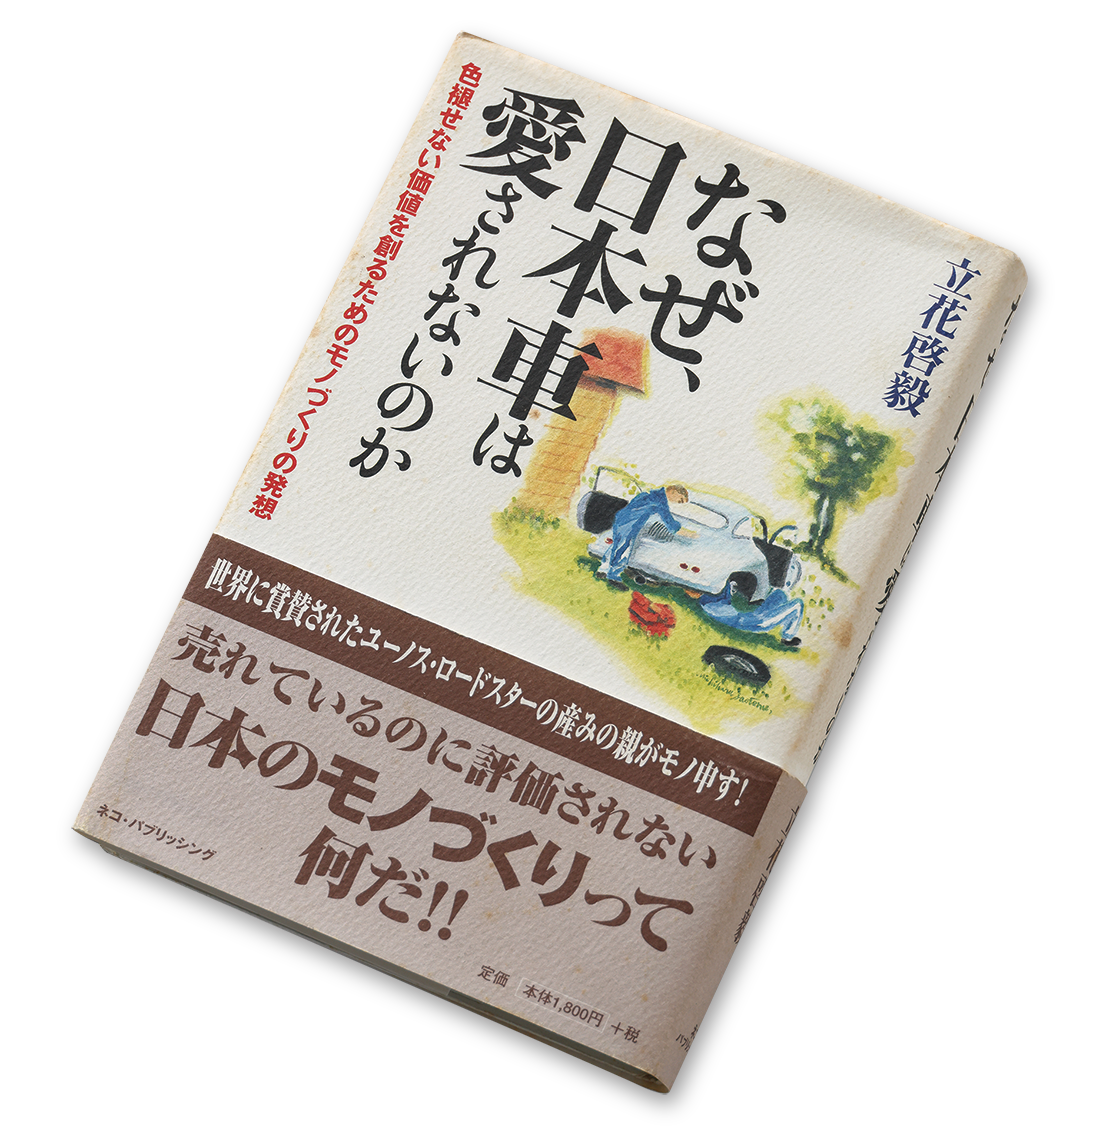 立花啓毅
なぜ、
日本車は
愛されないのか
色褪せない価値を創るためのモノづくりの発想
世界に賞賛されたユーノス・ロードスターの産みの親がモノ申す!
売れているのに評価されない
日本のモノづくりって
何だ!!
ネコ・パブリッシング
定価 本体1,800円 +税